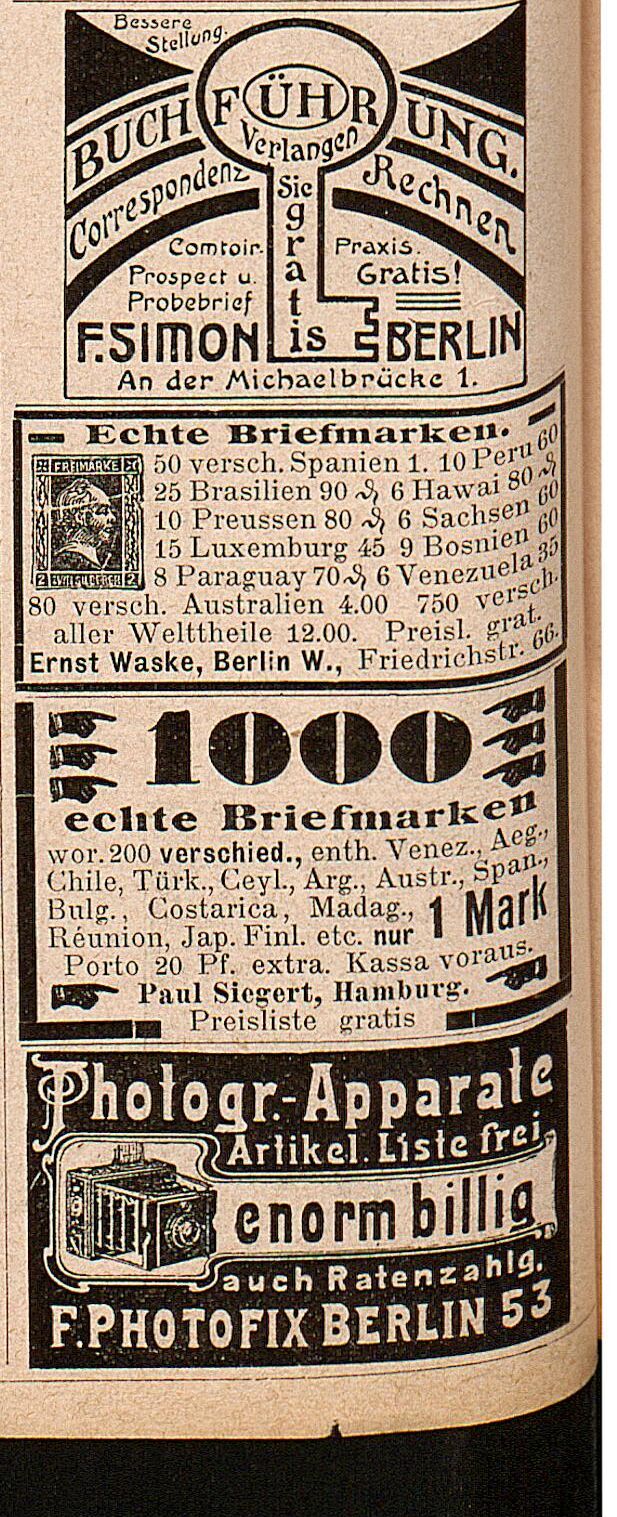 Bessere
Stellung.
BUCHFÜHRUNG.
Verlangen
Sie
gratis
Correspondenz
Rechnen
Comtoir-
Praxis.
Prospect u.
Gratis!
Probebrief
F.SIMON BERLIN
An der Michaelbrücke 1.
Echte Briefmarken.
FREIMARKE
50 versch. Spanien 1. 10 Peru 60
25 Brasilien 90 ₰ 6 Hawai 80 ₰
10 Preussen 80 ₰ 6 Sachsen 60
15 Luxemburg 45 9 Bosnien 60
8 Paraguay 70 ₰ 6 Venezuela 35
80 versch. Australien 4.00 750 versch.
aller Welttheile 12.00. Preisl. grat.
Ernst Waske, Berlin W., Friedrichstr. 66.
1000
echte Briefmarken
wor. 200 verschied., enth. Venez., Aeg.,
Chile, Türk., Ceyl., Arg., Austr., Span.,
Bulg., Costarica, Madag., 1 Mark
Réunion, Jap. Finl. etc. nur
Porto 20 Pf. extra. Kassa voraus.
Paul Siegert, Hamburg.
Preisliste gratis
Photogr.-Apparate
Artikel. Liste frei,
enorm billig
auch Ratenzahlg.
F. PHOTOFIX BERLIN 53